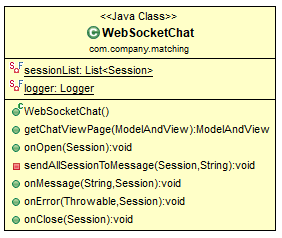 <<Java Class>>
WebSocketChat
com.company.matching
sessionList: List<Session>
logger: Logger
WebSocketChat()
getChatViewPage(ModelAndView):ModelAndView
onOpen(Session):void
sendAllSessionToMessage(Session,String):void
onMessage(String,Session):void
onError(Throwable,Session):void
onClose(Session):void